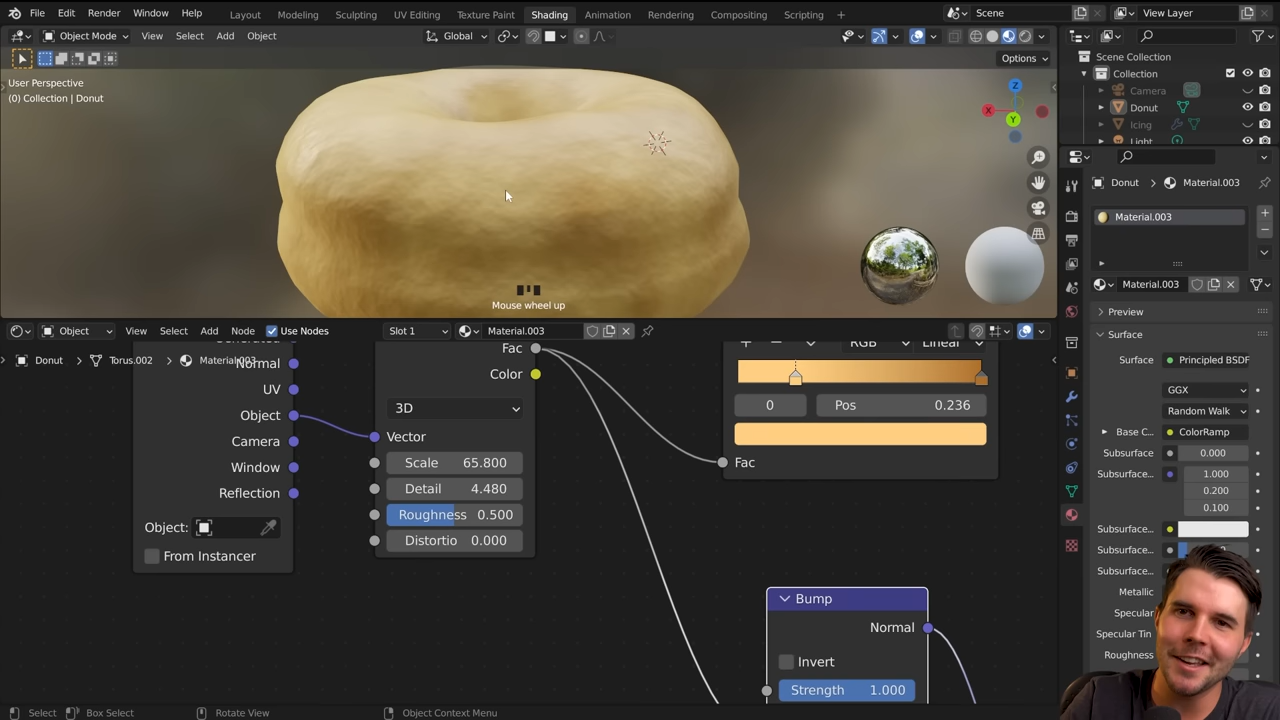 File Edit Render Window Help Layout Modeling Sculpting UV Editing Texture Paint Shading Animation Rendering Compositing Scripting + Scene View Layer
Object Mode View Select Add Object Global
Options
User Perspective
(0) Collection | Donut
Z
X
Y
Mouse wheel up
Scene Collection
Collection
Camera
Donut
Icing
Light
Donut Material.003
Material.003
Material.003
Preview
Surface
Surface Principled BSDF
GGX
Random Walk
Base C... ColorRamp
Subsurface 0.000
Subsurface... 1.000
0.200
0.100
Subsurface...
Subsurface...
Subsurface...
Metallic
Specular
Specular Tin
Roughness
Object View Select Add Node Use Nodes Slot 1 Material.003
Donut Torus.002 Material.003
Normal
UV
Object
Camera
Window
Reflection
Object:
From Instancer
Fac
Color
3D
Vector
Scale 65.800
Detail 4.480
Roughness 0.500
Distortio 0.000
RGB Linear
0 Pos 0.236
Fac
Bump
Normal
Invert
Strength 1.000
Select Box Select Rotate View Object Context Menu